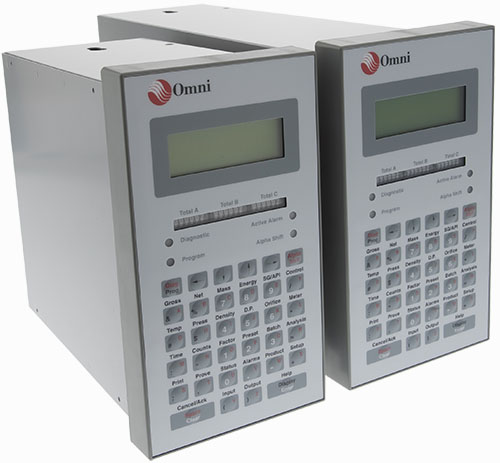 Omni
Total A Total B Total C
Diagnostic Active Alarm
Program Alpha Shift
Prog
Gross Net Mass Energy SG/API Control
Temp Press Density D.P. Orifice Meter
Time Counts Factor Preset Batch Analysis
Print Prove Status Alarms Product Setup
Cancel/Ack Input Output Help
Clear Display
Omni
Total A Total B Total C
Diagnostic Active Alarm
Program Alpha Shift
Prog
Gross Net Mass Energy SG/API Control
Temp Press Density D.P. Orifice Meter
Time Counts Factor Preset Batch Analysis
Print Prove Status Alarms Product Setup
Cancel/Ack Input Output Help